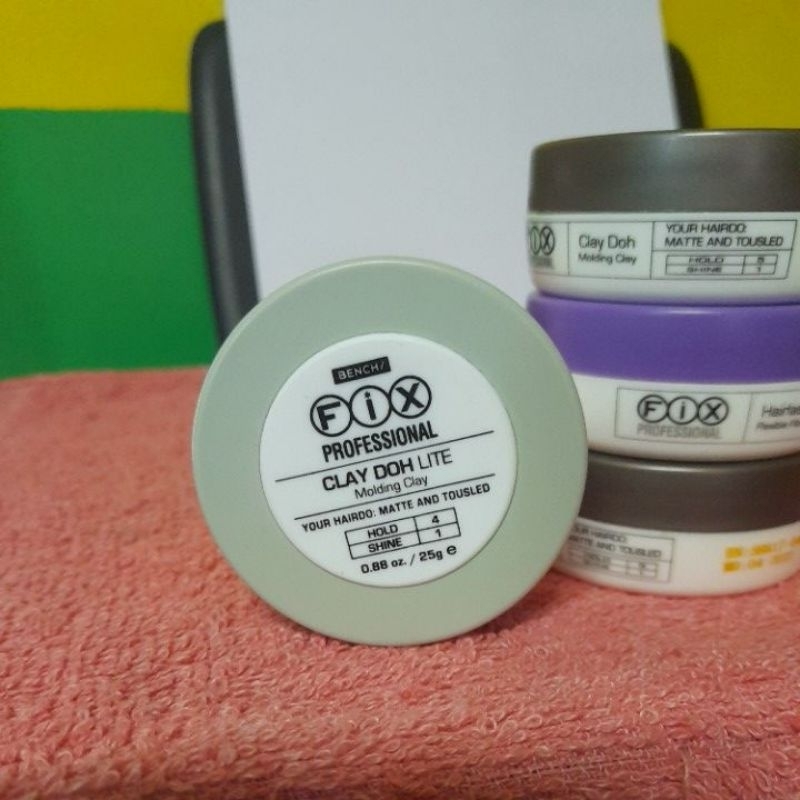 BENCH/
FiX
PROFESSIONAL
CLAY DOH LITE
Molding Clay
YOUR HAIRDO: MATTE AND TOUSLED
HOLD 4
SHINE 1
0.88 oz. / 25g e
FiX
Clay Doh
Molding Clay
YOUR HAIRDO:
MATTE AND TOUSLED
HOLD 5
SHINE 1
FiX
PROFESSIONAL
YOUR HAIRDO:
MATTE AND TOUSLED